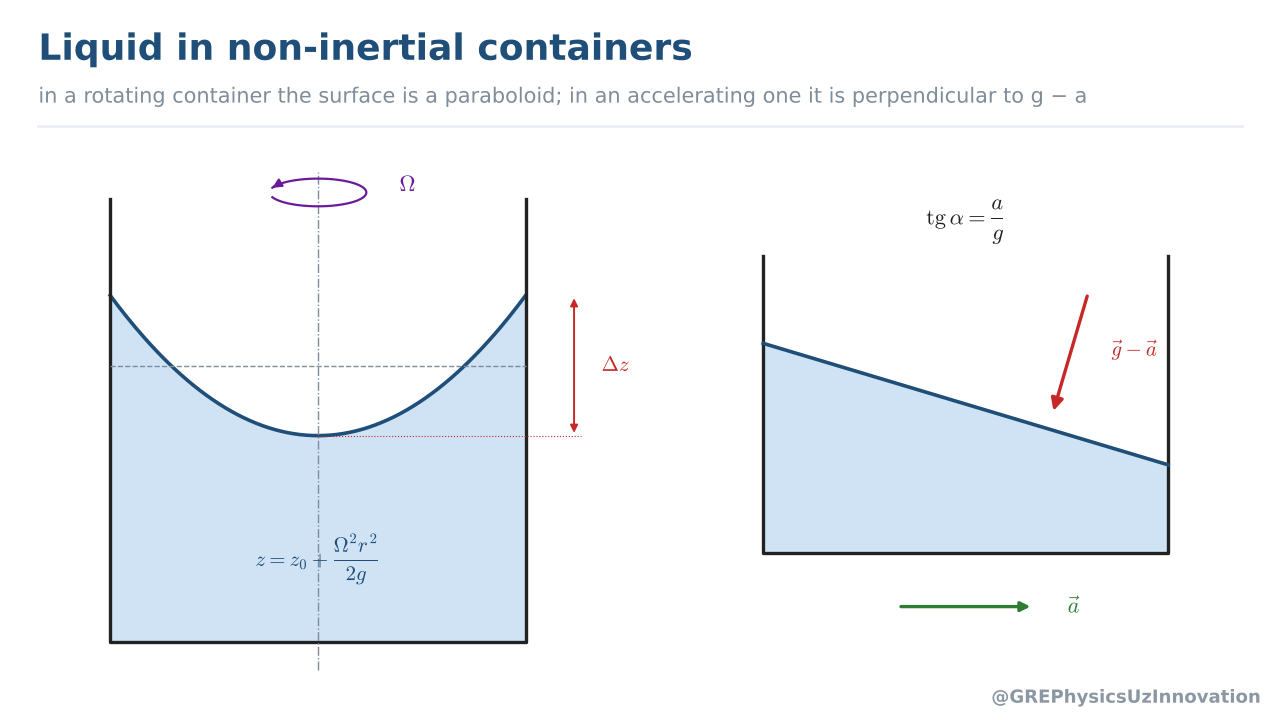 Liquid in non-inertial containers
in a rotating container the surface is a paraboloid; in an accelerating one it is perpendicular to g − a
Ω
Δz
z = z₀ + Ω²r²/2g
tg α = a/g
g⃗ − a⃗
a⃗
@GREPhysicsUzInnovation